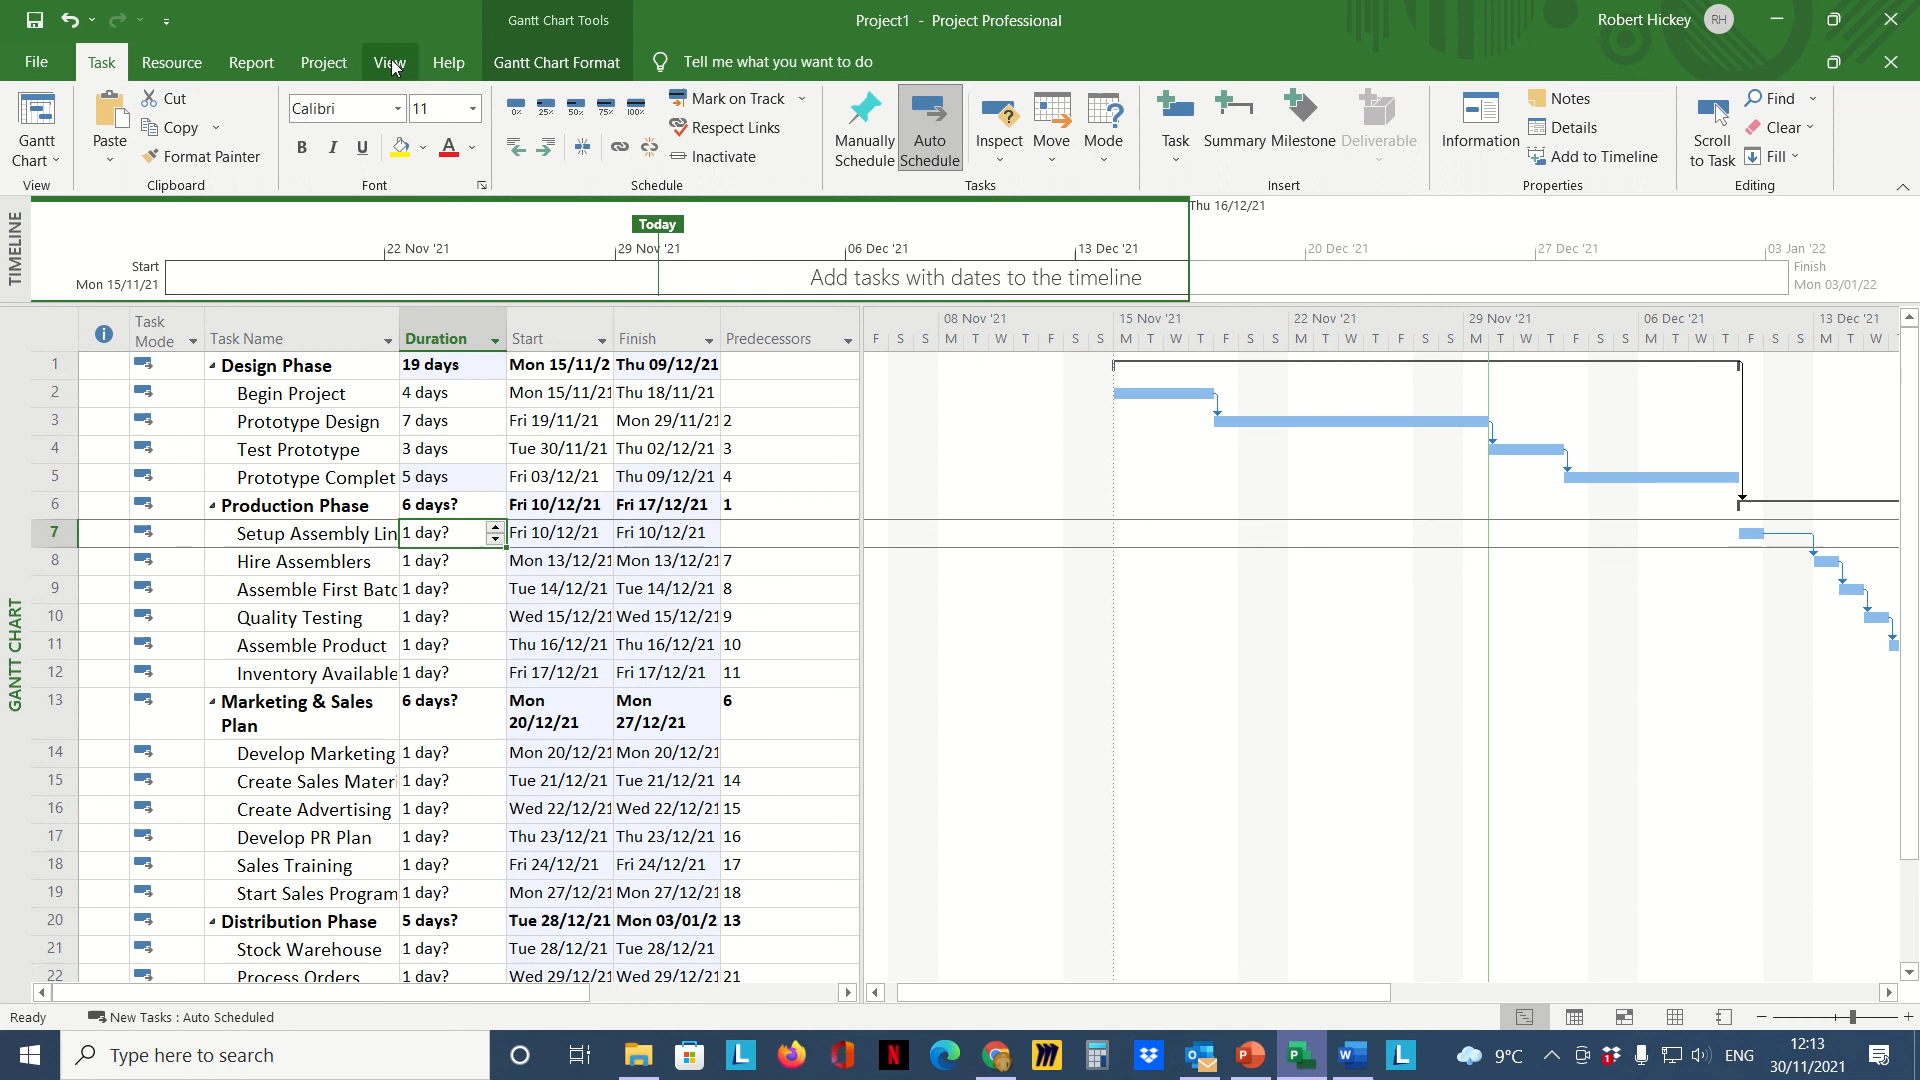 Gantt Chart Tools
Project1 - Project Professional
Robert Hickey RH
File Task Resource Report Project View Help Gantt Chart Format Tell me what you want to do
Gantt Chart
View
Paste
Cut
Copy
Format Painter
Clipboard
Calibri 11
B I U A
Font
0% 25% 50% 75% 100%
Mark on Track
Respect Links
Inactivate
Schedule
Manually Schedule
Auto Schedule
Inspect
Move
Mode
Tasks
Task
Summary
Milestone
Deliverable
Insert
Information
Notes
Details
Add to Timeline
Properties
Scroll to Task
Find
Clear
Fill
Editing
TIMELINE
Thu 16/12/21
Today
22 Nov '21 29 Nov '21 06 Dec '21 13 Dec '21 20 Dec '21 27 Dec '21 03 Jan '22
Start
Mon 15/11/21
Add tasks with dates to the timeline
Finish
Mon 03/01/22
GANTT CHART
Task Mode Task Name Duration Start Finish Predecessors
08 Nov '21 15 Nov '21 22 Nov '21 29 Nov '21 06 Dec '21 13 Dec '21
F S S M T W T F S S M T W T F S S M T W T F S S M T W T F S S M T W T F S S M T W
1 Design Phase 19 days Mon 15/11/2 Thu 09/12/21
2 Begin Project 4 days Mon 15/11/21 Thu 18/11/21
3 Prototype Design 7 days Fri 19/11/21 Mon 29/11/21 2
4 Test Prototype 3 days Tue 30/11/21 Thu 02/12/21 3
5 Prototype Complet 5 days Fri 03/12/21 Thu 09/12/21 4
6 Production Phase 6 days? Fri 10/12/21 Fri 17/12/21 1
7 Setup Assembly Lin 1 day? Fri 10/12/21 Fri 10/12/21
8 Hire Assemblers 1 day? Mon 13/12/21 Mon 13/12/21 7
9 Assemble First Batc 1 day? Tue 14/12/21 Tue 14/12/21 8
10 Quality Testing 1 day? Wed 15/12/21 Wed 15/12/21 9
11 Assemble Product 1 day? Thu 16/12/21 Thu 16/12/21 10
12 Inventory Available 1 day? Fri 17/12/21 Fri 17/12/21 11
13 Marketing & Sales Plan 6 days? Mon 20/12/21 Mon 27/12/21 6
14 Develop Marketing 1 day? Mon 20/12/21 Mon 20/12/21
15 Create Sales Materi 1 day? Tue 21/12/21 Tue 21/12/21 14
16 Create Advertising 1 day? Wed 22/12/21 Wed 22/12/21 15
17 Develop PR Plan 1 day? Thu 23/12/21 Thu 23/12/21 16
18 Sales Training 1 day? Fri 24/12/21 Fri 24/12/21 17
19 Start Sales Program 1 day? Mon 27/12/21 Mon 27/12/21 18
20 Distribution Phase 5 days? Tue 28/12/21 Mon 03/01/2 13
21 Stock Warehouse 1 day? Tue 28/12/21 Tue 28/12/21
22 Process Orders 1 day? Wed 29/12/21 Wed 29/12/21 21
Ready New Tasks : Auto Scheduled
Type here to search
9°C ENG 12:13
30/11/2021